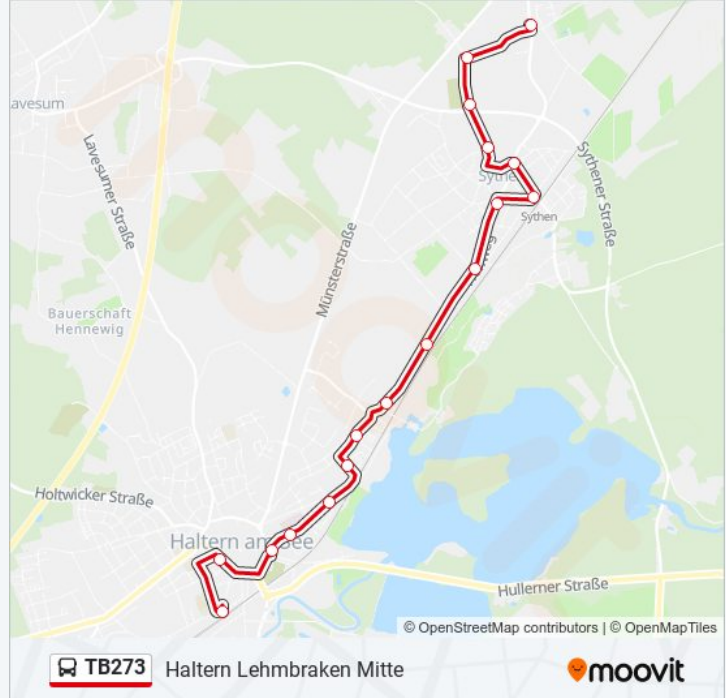 avesum
Lavesumer Straße
Sythener Straße
Sythe
Sythen
Münsterstraße
Bauerschaft
Hennewig
Holtwicker Straße
Haltern am See
Hullerner Straße
© OpenStreetMap contributors | © OpenMapTiles
TB273 Haltern Lehmbraken Mitte moovit